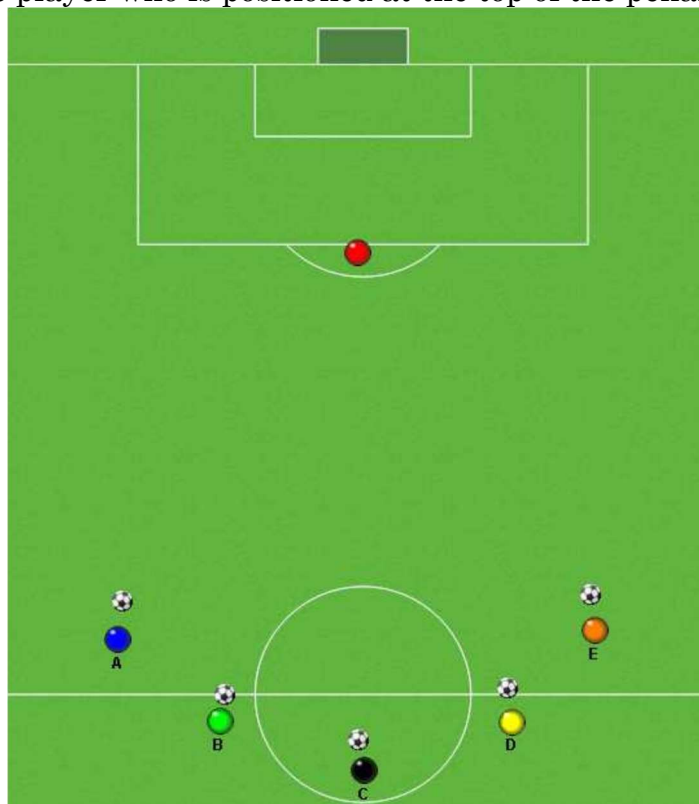 player who is positioned at the top of the
A
E
B
D
C